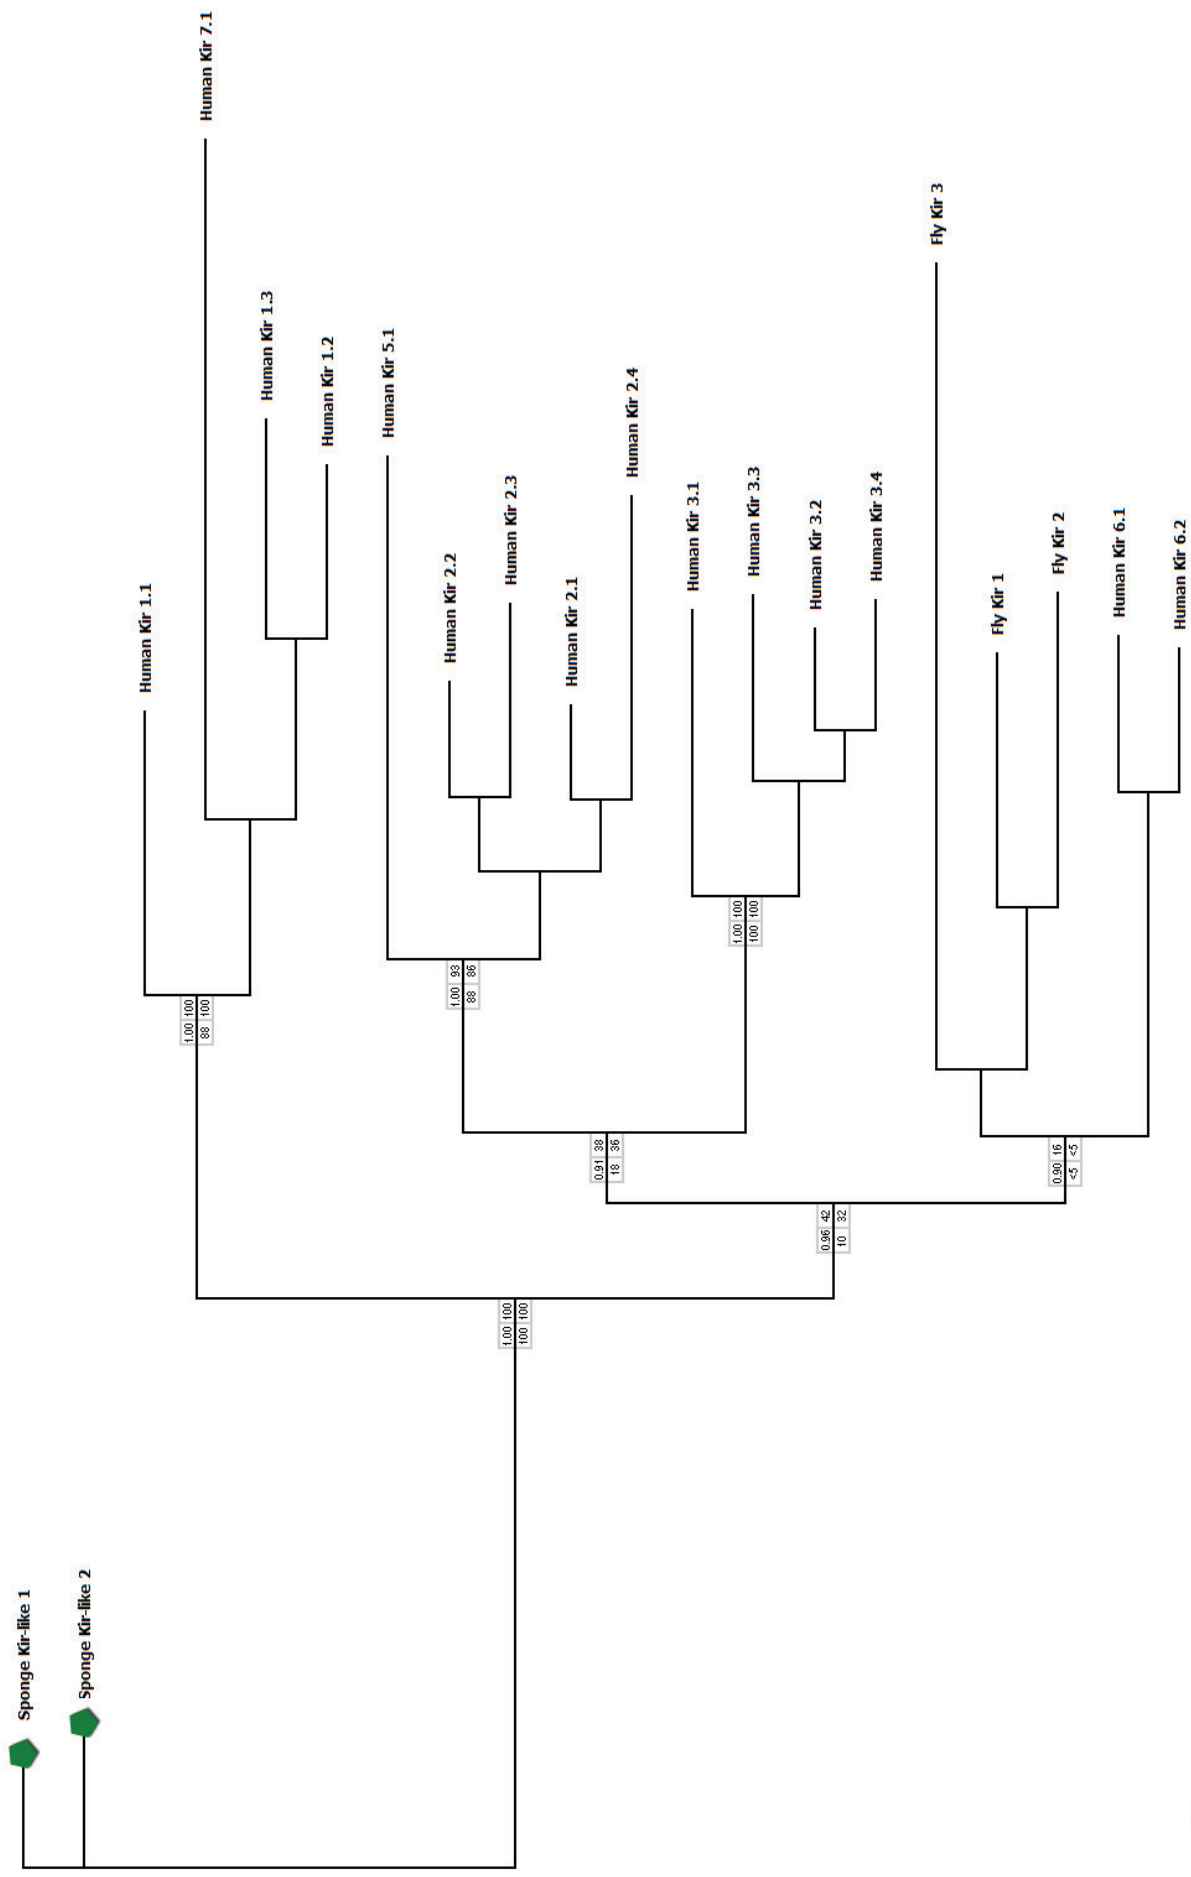 Sponge Kir-like 1
Sponge Kir-like 2
Human Kir 1.1
Human Kir 7.1
Human Kir 1.3
Human Kir 1.2
Human Kir 5.1
Human Kir 2.2
Human Kir 2.3
Human Kir 2.1
Human Kir 2.4
Human Kir 3.1
Human Kir 3.3
Human Kir 3.2
Human Kir 3.4
Fly Kir 3
Fly Kir 1
Fly Kir 2
Human Kir 6.1
Human Kir 6.2
1.00 100
88 100
1.00 93
88 86
1.00 100
100 100
0.91 38
18 36
0.90 16
<5 <5
0.96 42
10 32
1.00 100
100 100